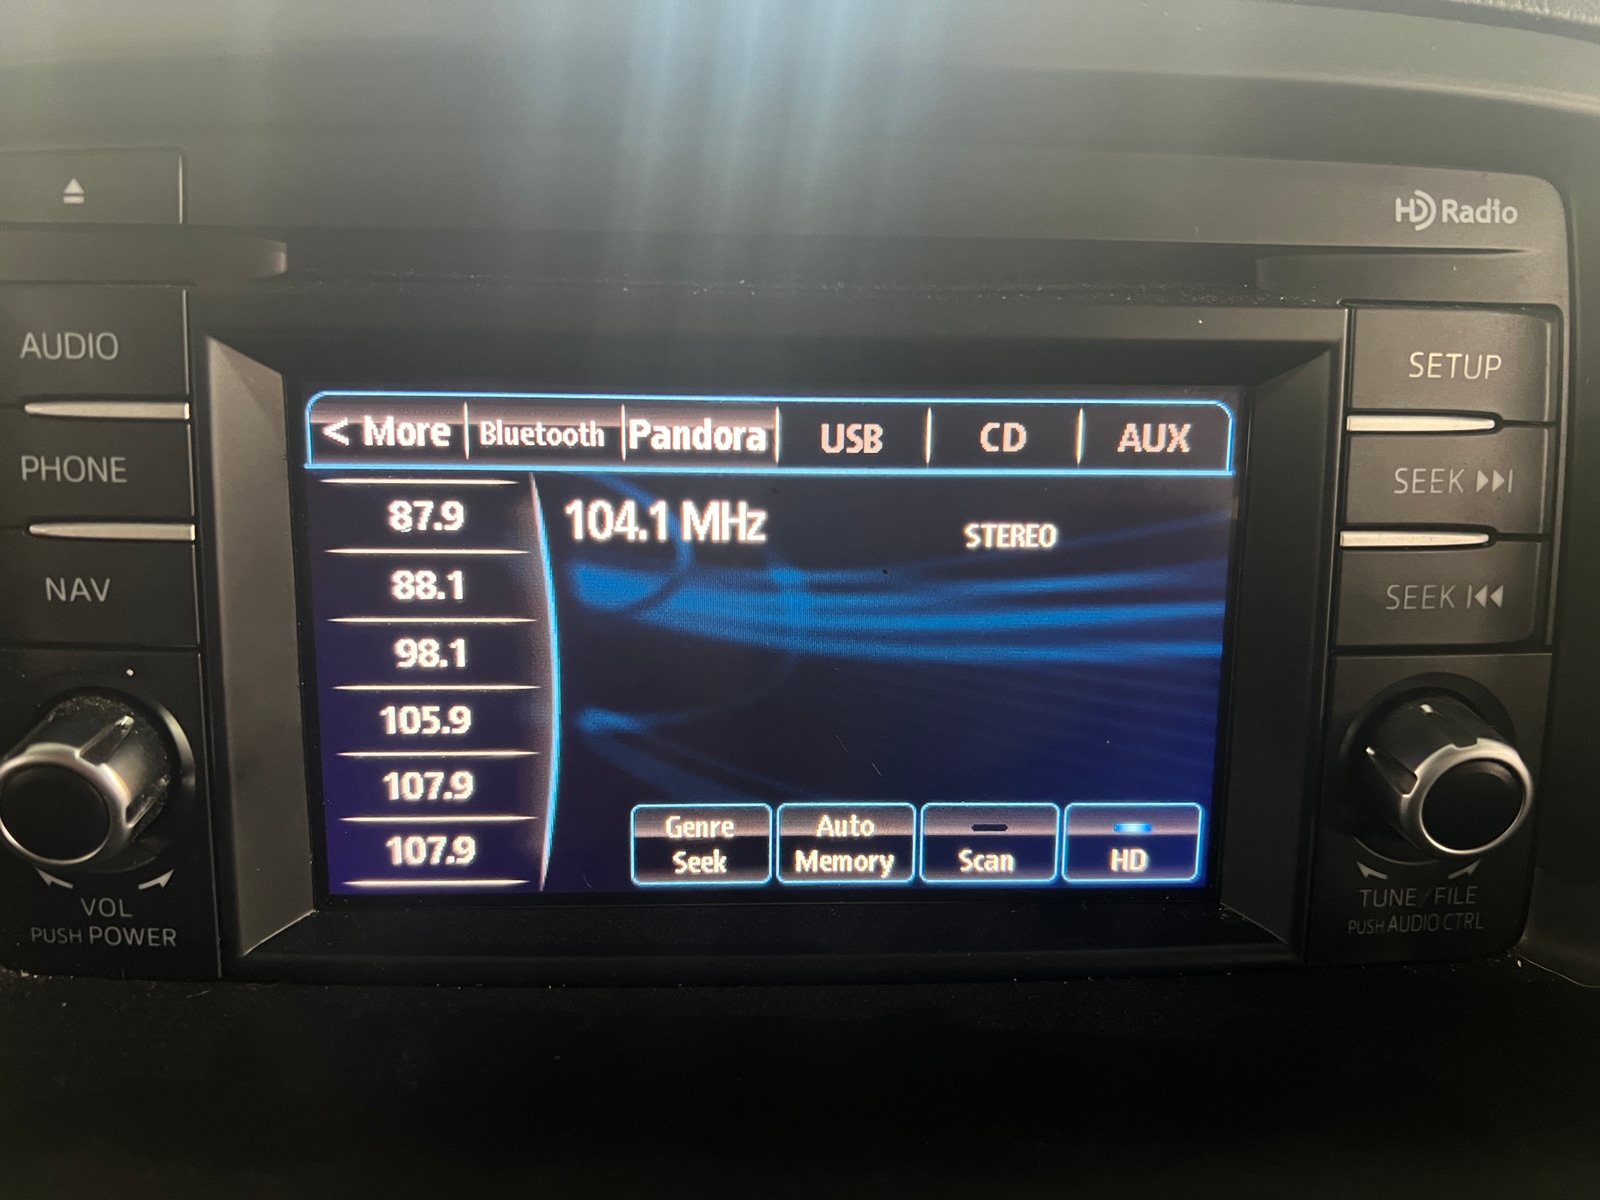 HD Radio
AUDIO
PHONE
NAV
VOL
PUSH POWER
< More Bluetooth Pandora USB CD AUX
87.9
88.1
98.1
105.9
107.9
107.9
104.1 MHz STEREO
Genre Seek
Auto Memory
Scan
HD
SETUP
SEEK
SEEK
TUNE/FILE
PUSH AUDIO CTRL